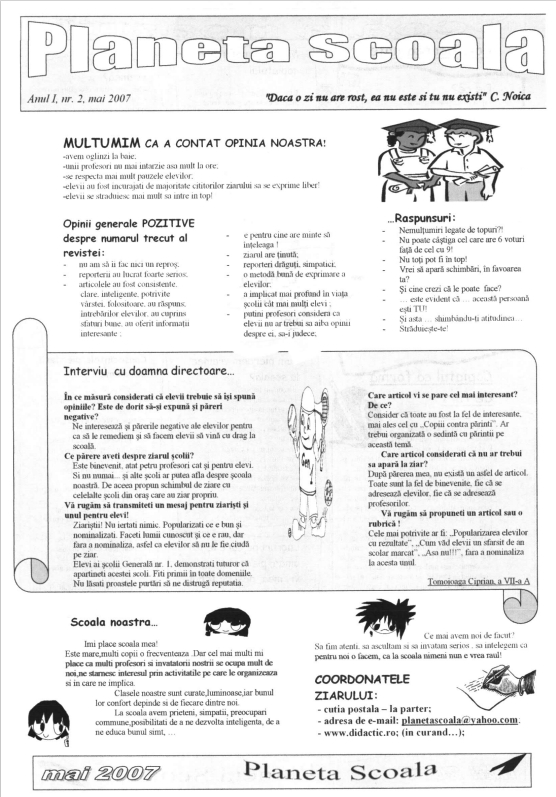 Planeta Scoala
Anul I, nr. 2, mai 2007
"Daca o zi nu are rost, ea nu este si tu nu existi" C. Noica
MULTUMIM CA A CONTAT OPINIA NOASTRA!
-avem oglinzi la baie;
-unii profesori nu mai intarzie asa mult la ore;
-se respecta mai mult pauzele elevilor;
-elevii au fost incurajati de majoritate cititorilor ziarului sa se exprime liber!
-elevii se straduiesc mai mult sa intre in top!
Opinii generale POZITIVE
despre numarul trecut al
revistei:
- nu am să îi fac nici un reproş;
- reporterii au lucrat foarte serios;
- articolele au fost consistente,
clare, inteligente, potrivite
vârstei, folositoare, au răspuns
întrebărilor elevilor, au cuprins
sfaturi bune, au oferit informaţii
interesante ;
- e pentru cine are minte să
înţeleaga !
- ziarul are ţinută;
- reporteri drăguţi, simpatici;
- o metodă bună de exprimare a
elevilor;
- a implicat mai profund în viaţa
şcolii cât mai mulţi elevi ;
- putini profesori considera ca
elevii nu ar trebui sa aiba opinii
despre ei, sa-i judece;
...Raspunsuri:
- Nemulţumiri legate de topuri?!
- Nu poate câştiga cel care are 6 voturi
faţă de cel cu 9!
- Nu toţi pot fi în top!
- Vrei să apară schimbări, în favoarea
ta?
- Şi cine crezi că le poate face?
- … este evident că … această persoană
eşti TU!
- Şi asta … shimbându-ţi atitudinea…
- Străduieşte-te!
Interviu cu doamna directoare...
În ce măsură considerati că elevii trebuie să îşi spună
opiniile? Este de dorit să-şi expună şi păreri
negative?
Ne interesează şi părerile negative ale elevilor pentru
ca să le remediem şi să facem elevii să vină cu drag la
scoală.
Ce părere aveti despre ziarul şcolii?
Este binevenit, atat petru profesori cat şi pentru elevi.
Si nu numai... şi alte şcoli ar putea afla despre şcoala
noastră. De aceea propun schimbul de ziare cu
celelalte şcoli din oraş care au ziar propriu.
Vă rugăm să transmiteti un mesaj pentru ziarişti şi
unul pentru elevi!
Ziariştii! Nu iertati nimic. Popularizati ce e bun şi
nominalizati. Faceti lumii cunoscut şi ce e rau, dar
fara a nominaliza, astfel ca elevilor să nu le fie ciudă
pe ziar.
Elevi ai şcolii Generală nr. 1, demonstrati tuturor că
apartineti acestei scoli. Fiti primii în toate domeniile.
Nu lăsati proastele purtări să ne distrugă reputatia.
Care articol vi se pare cel mai interesant?
De ce?
Consider că toate au fost la fel de interesante,
mai ales cel cu „Copiii contra părinti". Ar
trebui organizată o sedintă cu părintii pe
această temă.
Care articol considerati că nu ar trebui
sa apară la ziar?
După părerea mea, nu există un asfel de articol.
Toate sunt la fel de binevenite, fie că se
adresează elevilor, fie că se adresează
profesorilor.
Vă rugăm să propuneti un articol sau o
rubrică !
Cele mai potrivite ar fi: „Popularizarea elevilor
cu rezultate", „Cum văd elevii un sfarsit de an
scolar marcat", „Asa nu!!!", fara a nominaliza
la acesta unul.
Tomoioaga Ciprian, a VII-a A
Scoala noastra...
Imi place scoala mea!
Este mare,multi copii o frecventeaza .Dar cel mai multi mi
place ca multi profesori si invatatorii nostrii se ocupa mult de
noi,ne starnesc interesul prin activitatile pe care le organizeaza
si in care ne implica.
Clasele noastre sunt curate,luminoase,iar bunul
lor confort depinde si de fiecare dintre noi.
La scoala avem prieteni, simpatii, preocupari
commune,posibilitati de a ne dezvolta inteligenta, de a
ne educa bunul simt, …
Ce mai avem noi de facut?
Sa fim atenti, sa ascultam si sa invatam serios , sa intelegem ca
pentru noi o facem, ca la scoala nimeni nun e vrea raul!
COORDONATELE
ZIARULUI:
- cutia postala – la parter;
- adresa de e-mail: planetascoala@yahoo.com;
- www.didactic.ro; (in curand…);
mai 2007
Planeta Scoala